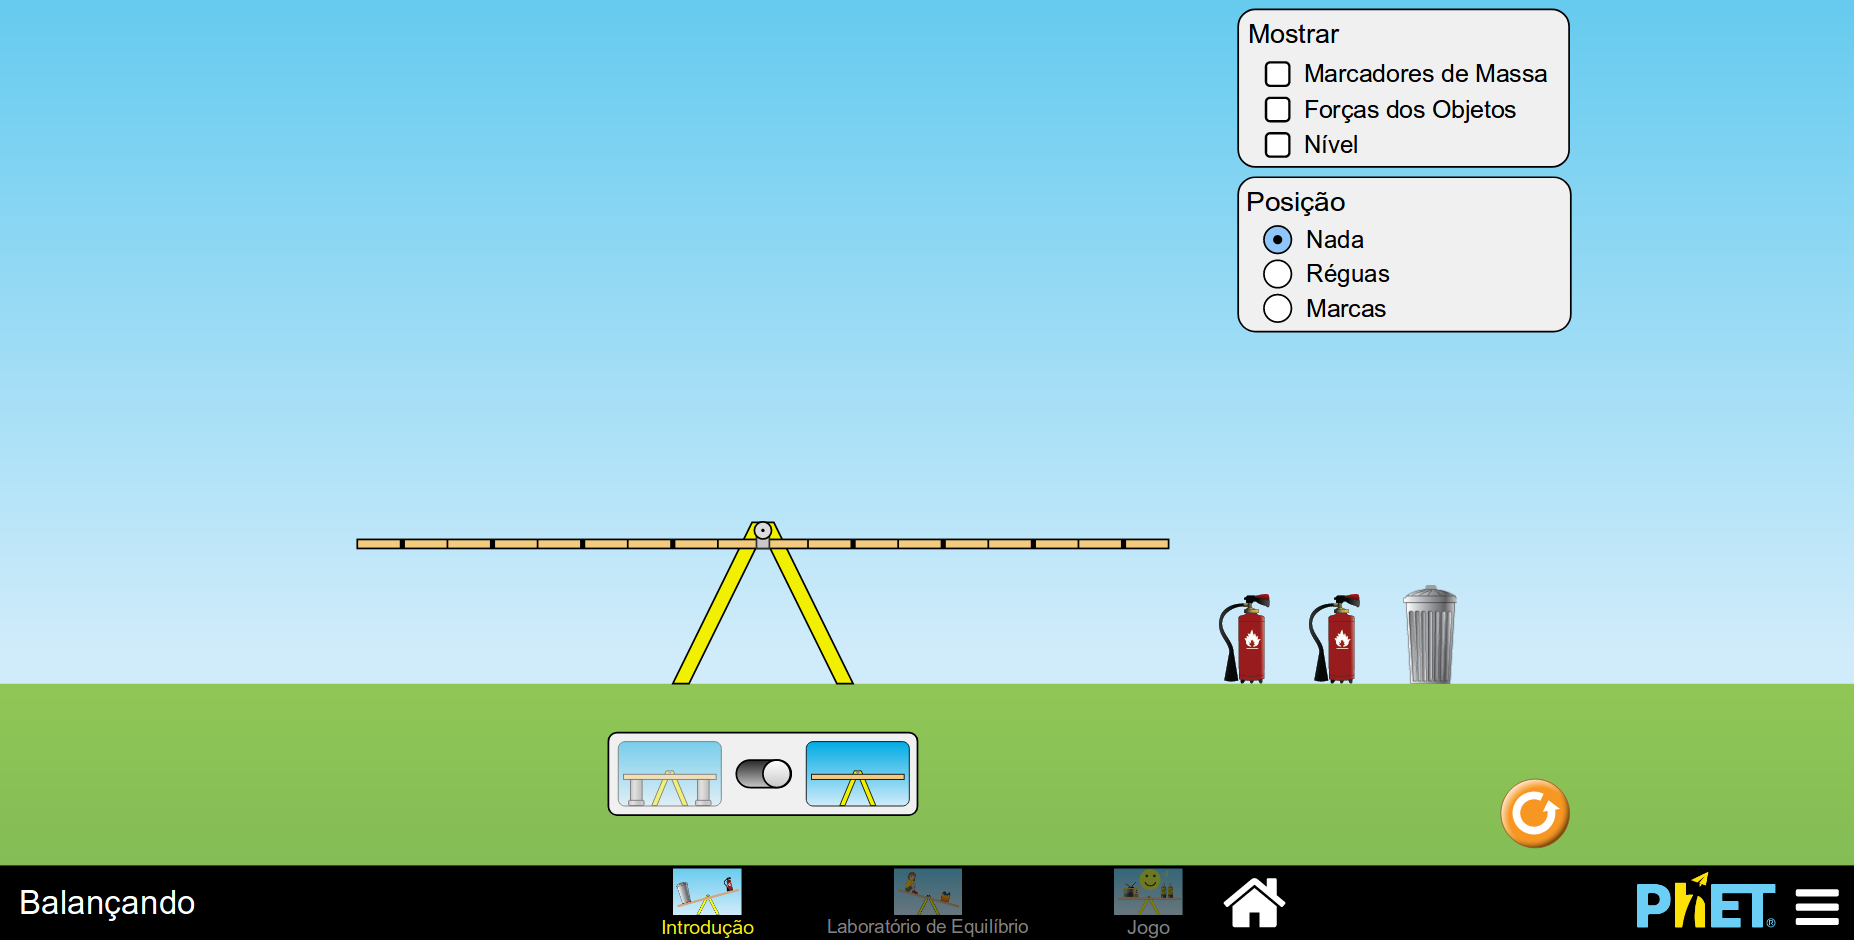 Mostrar
Marcadores de Massa
Forças dos Objetos
Nível
Posição
Nada
Réguas
Marcas
Balançando
Introdução
Laboratório de Equilíbrio
Jogo
PhET®